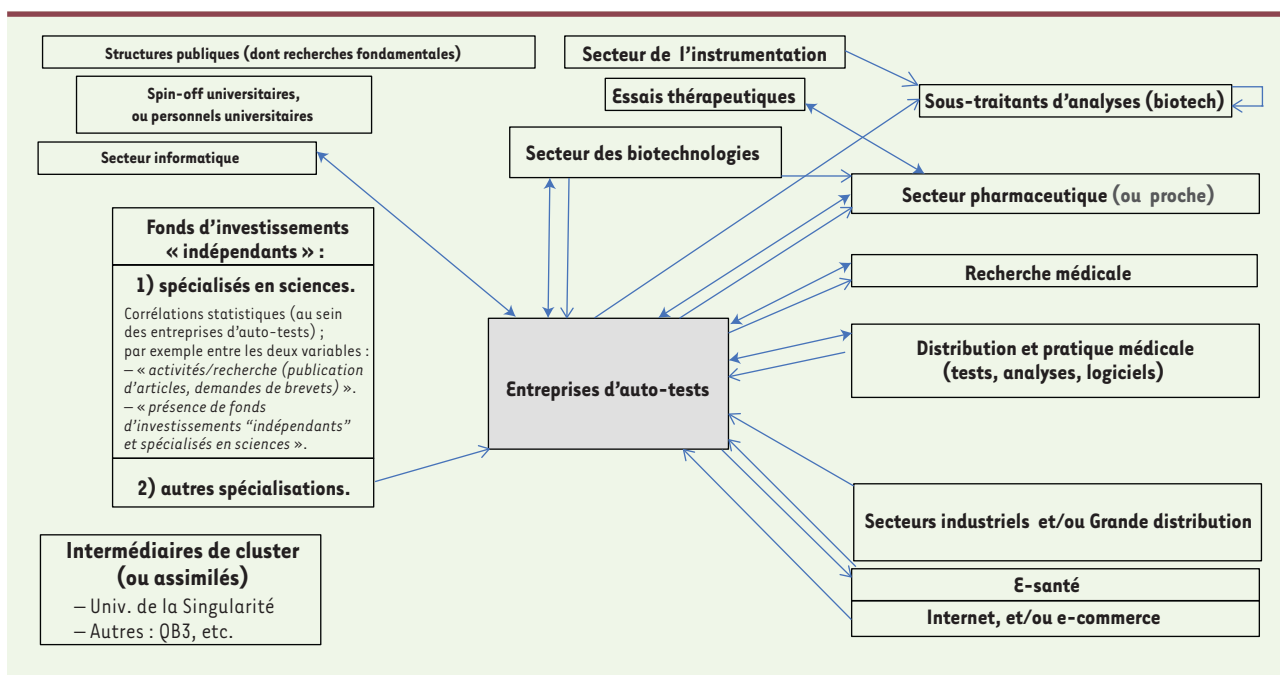 Structures publiques (dont recherches fondamentales)
Spin-off universitaires,
ou personnels universitaires
Secteur informatique
Fonds d'investissements
« indépendants » :
1) spécialisés en sciences.
Corrélations statistiques (au sein
des entreprises d'auto-tests) ;
par exemple entre les deux variables :
– « activités/recherche (publication
d'articles, demandes de brevets) ».
– « présence de fonds
d'investissements “indépendants”
et spécialisés en sciences ».
2) autres spécialisations.
Intermédiaires de cluster
(ou assimilés)
– Univ. de la Singularité
– Autres : QB3, etc.
Secteur de l'instrumentation
Essais thérapeutiques
Secteur des biotechnologies
Entreprises d'auto-tests
Sous-traitants d'analyses (biotech)
Secteur pharmaceutique (ou proche)
Recherche médicale
Distribution et pratique médicale
(tests, analyses, logiciels)
Secteurs industriels et/ou Grande distribution
E-santé
Internet, et/ou e-commerce